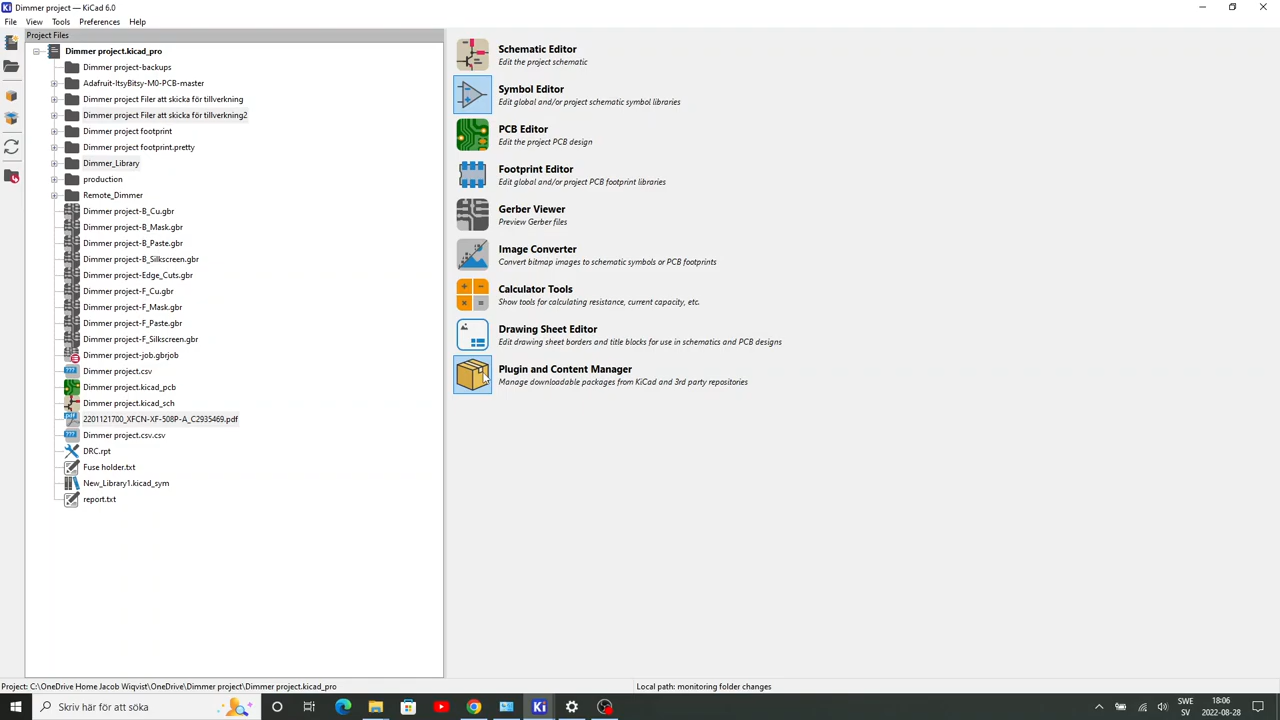 Dimmer project — KiCad 6.0
File View Tools Preferences Help
Project Files
Dimmer project.kicad_pro
Dimmer project-backups
Adafruit-ItsyBitsy-M0-PCB-master
Dimmer project Filer att skicka för tillverkning
Dimmer project Filer att skicka för tillverkning2
Dimmer project footprint
Dimmer project footprint.pretty
Dimmer_Library
production
Remote_Dimmer
Dimmer project-B_Cu.gbr
Dimmer project-B_Mask.gbr
Dimmer project-B_Paste.gbr
Dimmer project-B_Silkscreen.gbr
Dimmer project-Edge_Cuts.gbr
Dimmer project-F_Cu.gbr
Dimmer project-F_Mask.gbr
Dimmer project-F_Paste.gbr
Dimmer project-F_Silkscreen.gbr
Dimmer project-job.gbrjob
Dimmer project.csv
Dimmer project.kicad_pcb
Dimmer project.kicad_sch
2201121700_XFCN-XF-508P-A_C2935469.pdf
Dimmer project.csv.csv
DRC.rpt
Fuse holder.txt
New_Library1.kicad_sym
report.txt
Schematic Editor
Edit the project schematic
Symbol Editor
Edit global and/or project schematic symbol libraries
PCB Editor
Edit the project PCB design
Footprint Editor
Edit global and/or project PCB footprint libraries
Gerber Viewer
Preview Gerber files
Image Converter
Convert bitmap images to schematic symbols or PCB footprints
Calculator Tools
Show tools for calculating resistance, current capacity, etc.
Drawing Sheet Editor
Edit drawing sheet borders and title blocks for use in schematics and PCB designs
Plugin and Content Manager
Manage downloadable packages from KiCad and 3rd party repositories
Project: C:\OneDrive Home Jacob Wiqvist\OneDrive\Dimmer project\Dimmer project.kicad_pro
Local path: monitoring folder changes
Skriv här för att söka
SWE
SV
18:06
2022-08-28